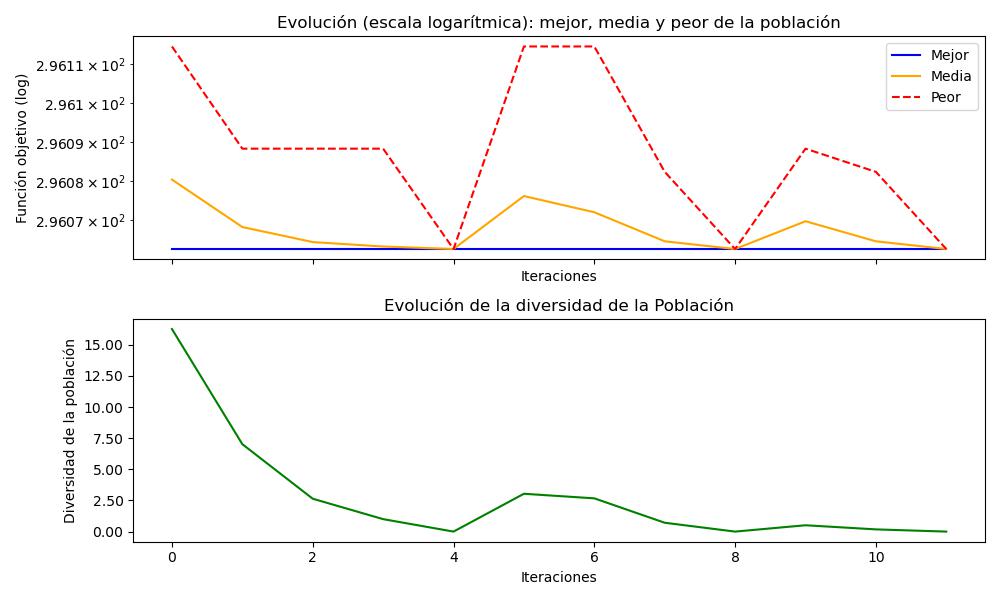 Evolución (escala logarítmica): mejor, media y peor de la población
Función objetivo (log)
2.9611 × 10²
2.961 × 10²
2.9609 × 10²
2.9608 × 10²
2.9607 × 10²
Mejor
Media
Peor
Iteraciones
Evolución de la diversidad de la Población
Diversidad de la población
15.00
12.50
10.00
7.50
5.00
2.50
0.00
0 2 4 6 8 10
Iteraciones